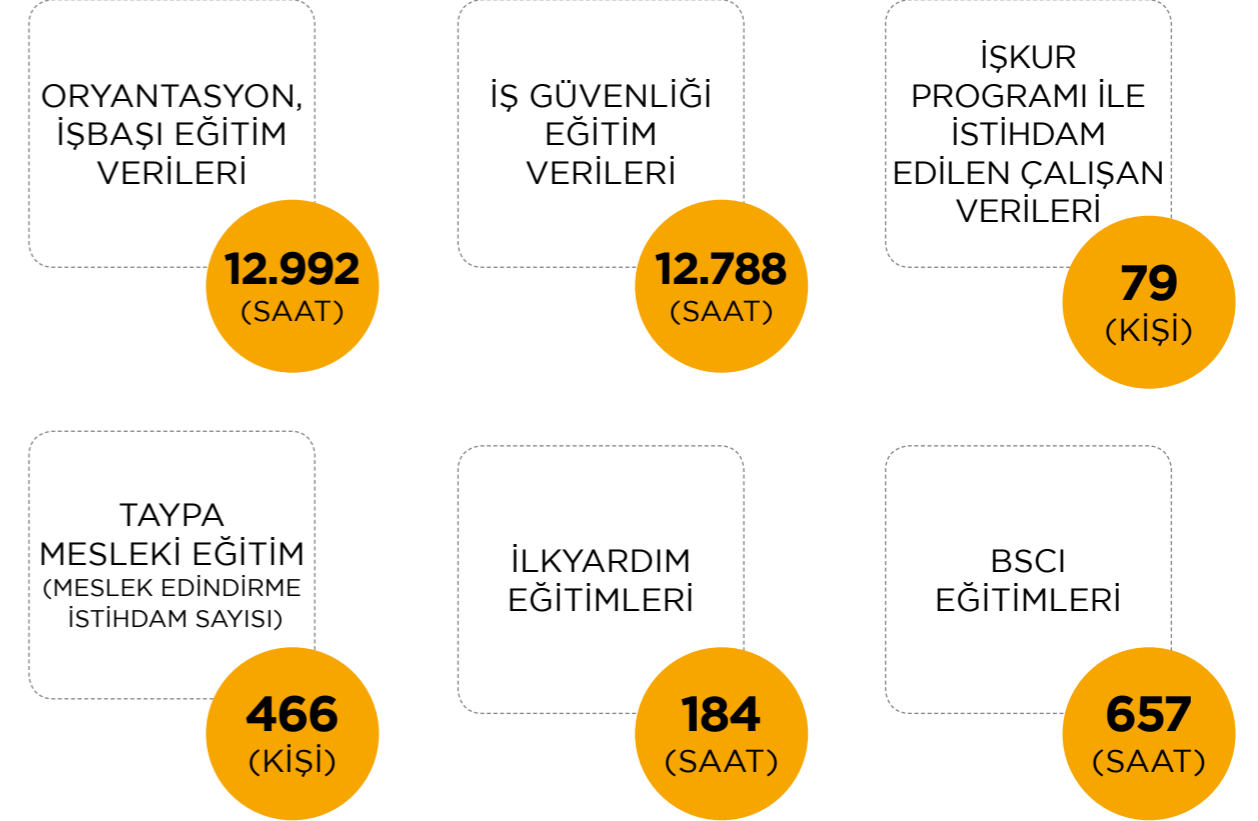 ORYANTASYON,
İŞBAŞI EĞİTİM
VERİLERİ
12.992
(SAAT)
İŞ GÜVENLİĞİ
EĞİTİM
VERİLERİ
12.788
(SAAT)
İŞKUR
PROGRAMI İLE
İSTİHDAM
EDİLEN ÇALIŞAN
VERİLERİ
79
(KİŞİ)
TAYPA
MESLEKİ EĞİTİM
(MESLEK EDİNDİRME
İSTİHDAM SAYISI)
466
(KİŞİ)
İLKYARDIM
EĞİTİMLERİ
184
(SAAT)
BSCI
EĞİTİMLERİ
657
(SAAT)